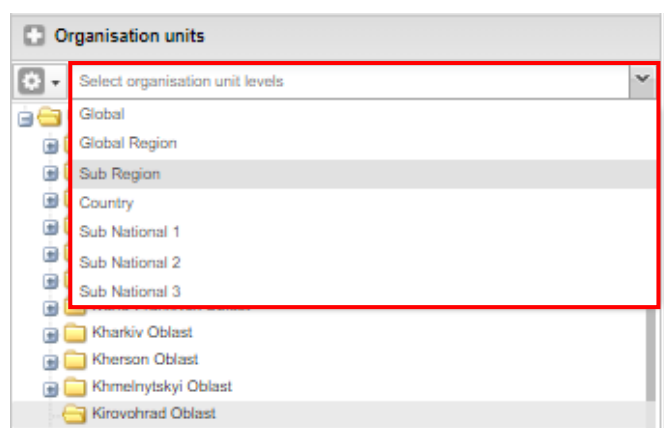 Organisation units
Select organisation unit levels
Global
Global Region
Sub Region
Country
Sub National 1
Sub National 2
Sub National 3
Kharkiv Oblast
Kherson Oblast
Khmelnytskyi Oblast
Kirovohrad Oblast